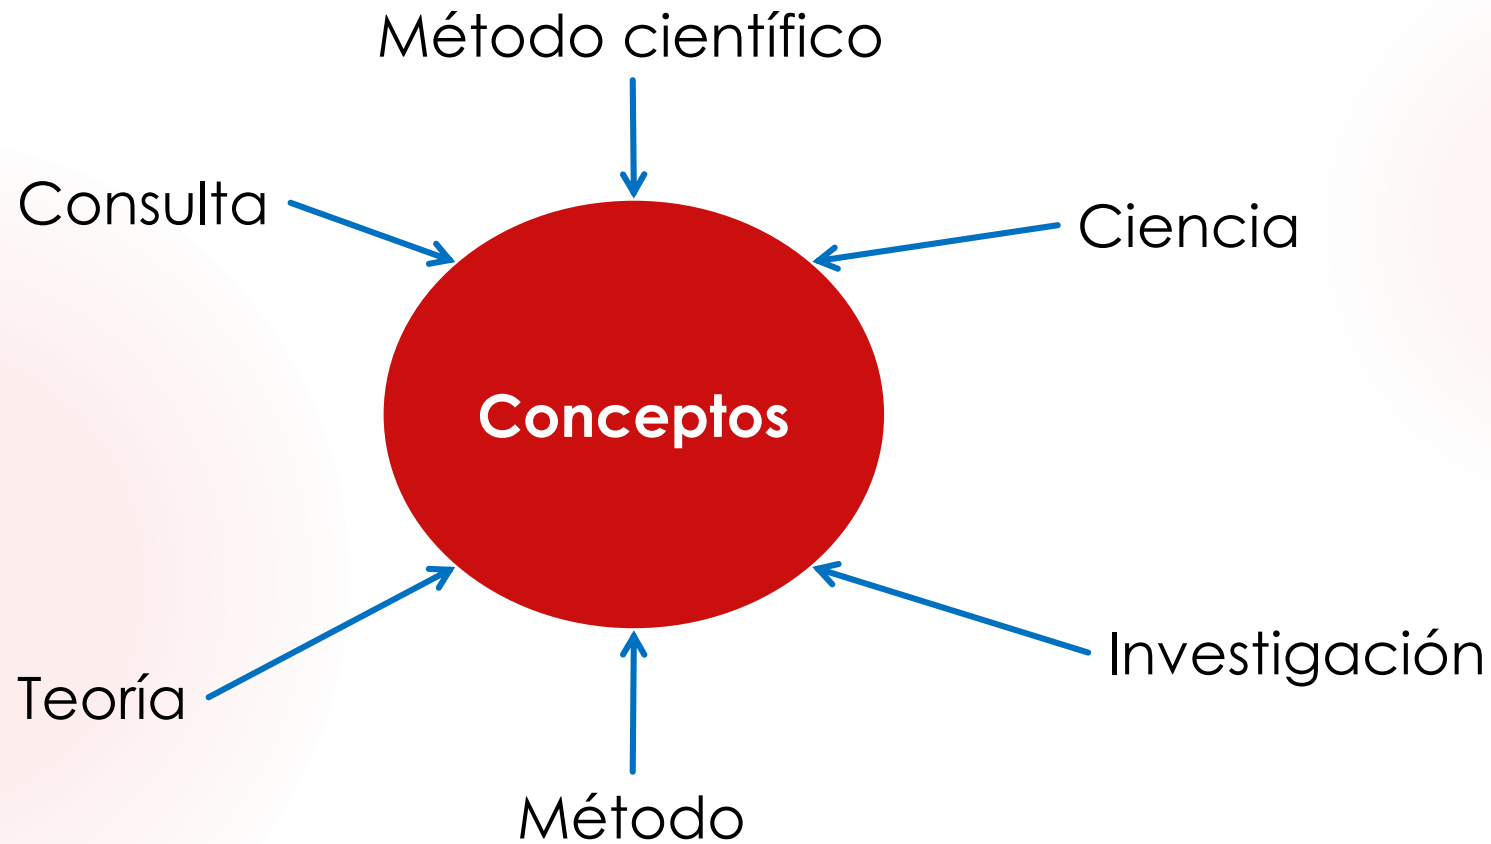 Método científico
Consulta
Ciencia
Conceptos
Investigación
Teoría
Método